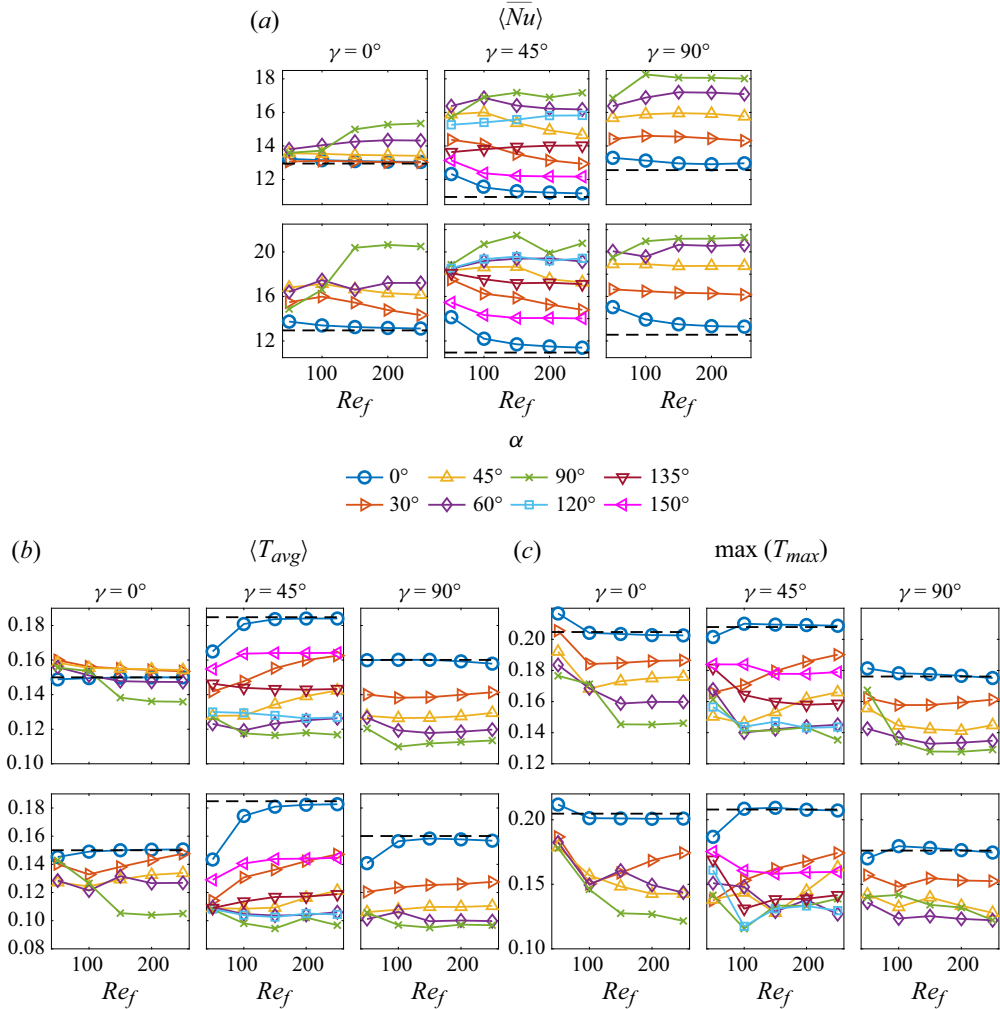 (a)
⟨N̅u̅⟩
γ = 0°
γ = 45°
γ = 90°
18
16
14
12
20
16
12
100 200
100 200
100 200
Re_f
Re_f
Re_f
α
0° 45° 90° 135°
30° 60° 120° 150°
(b) ⟨T_avg⟩ (c) max (T_max)
γ = 0° γ = 45° γ = 90° γ = 0° γ = 45° γ = 90°
0.18 0.20
0.16 0.18
0.14 0.16
0.12 0.14
0.10 0.12
0.18 0.20
0.16
0.14 0.15
0.12
0.10
0.08 0.10
100 200 100 200 100 200 100 200 100 200 100 200
Re_f Re_f Re_f Re_f Re_f Re_f